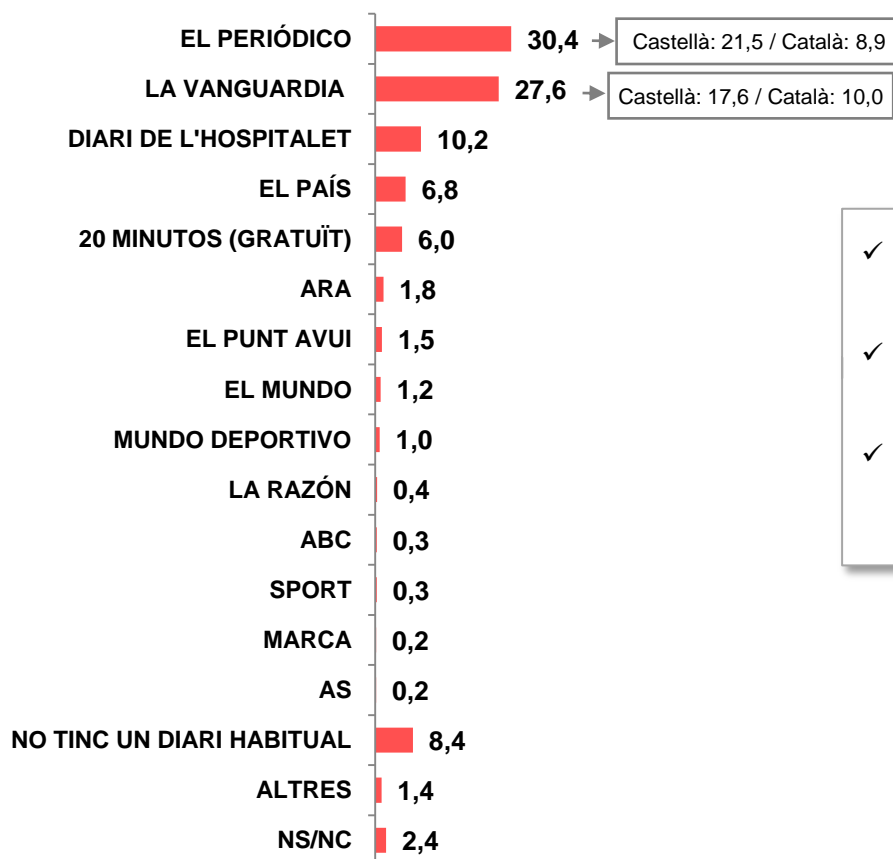 EL PERIÓDICO 30,4 Castellà: 21,5 / Català: 8,9
LA VANGUARDIA 27,6 Castellà: 17,6 / Català: 10,0
DIARI DE L'HOSPITALET 10,2
EL PAÍS 6,8
20 MINUTOS (GRATUÏT) 6,0
ARA 1,8
EL PUNT AVUI 1,5
EL MUNDO 1,2
MUNDO DEPORTIVO 1,0
LA RAZÓN 0,4
ABC 0,3
SPORT 0,3
MARCA 0,2
AS 0,2
NO TINC UN DIARI HABITUAL 8,4
ALTRES 1,4
NS/NC 2,4